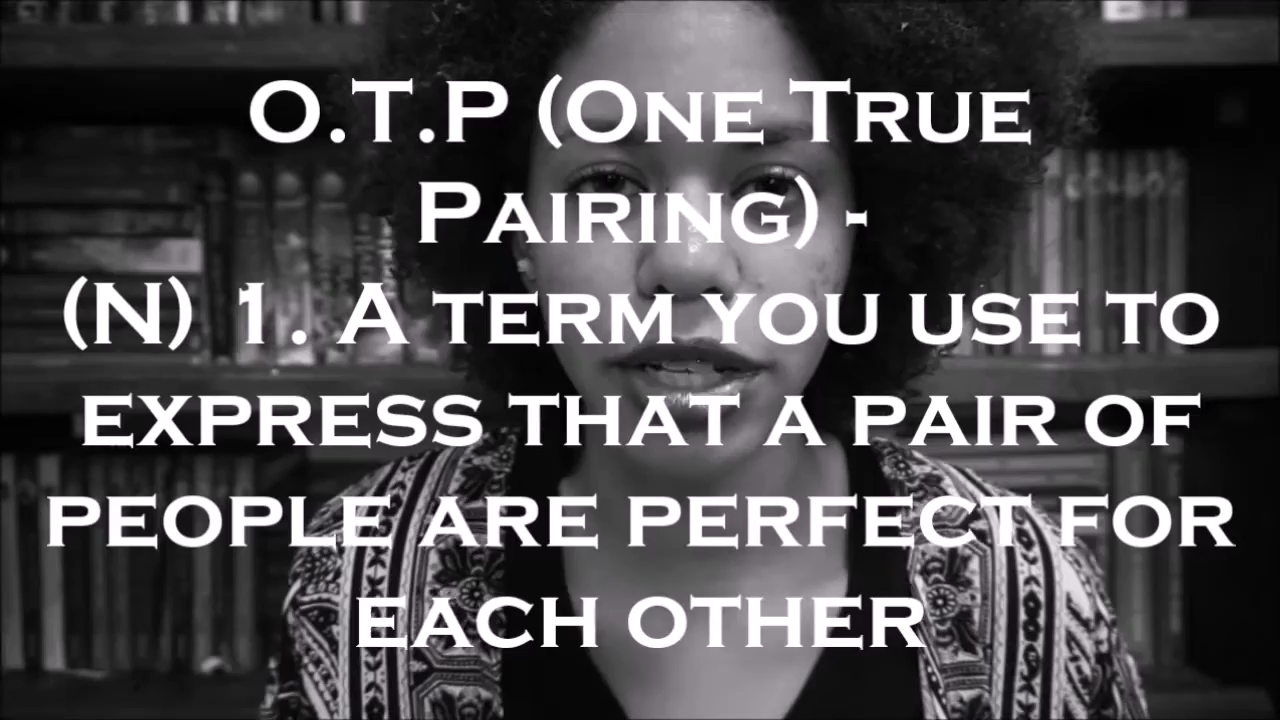 O.T.P (One True
Pairing) -
(N) 1. A term you use to
express that a pair of
people are perfect for
each other